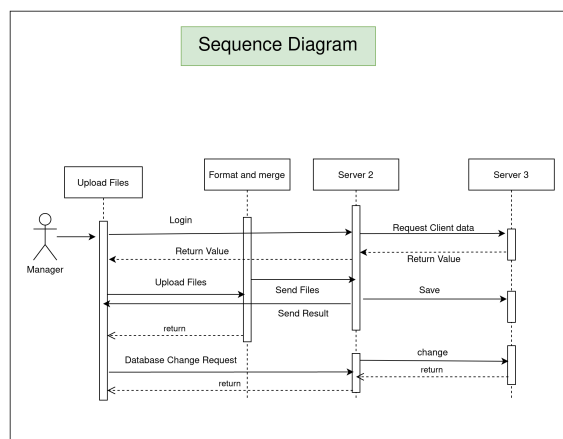 Sequence Diagram
Upload Files
Format and merge
Server 2
Server 3
Manager
Login
Request Client data
Return Value
Return Value
Upload Files
Send Files
Save
Send Result
return
Database Change Request
change
return
return